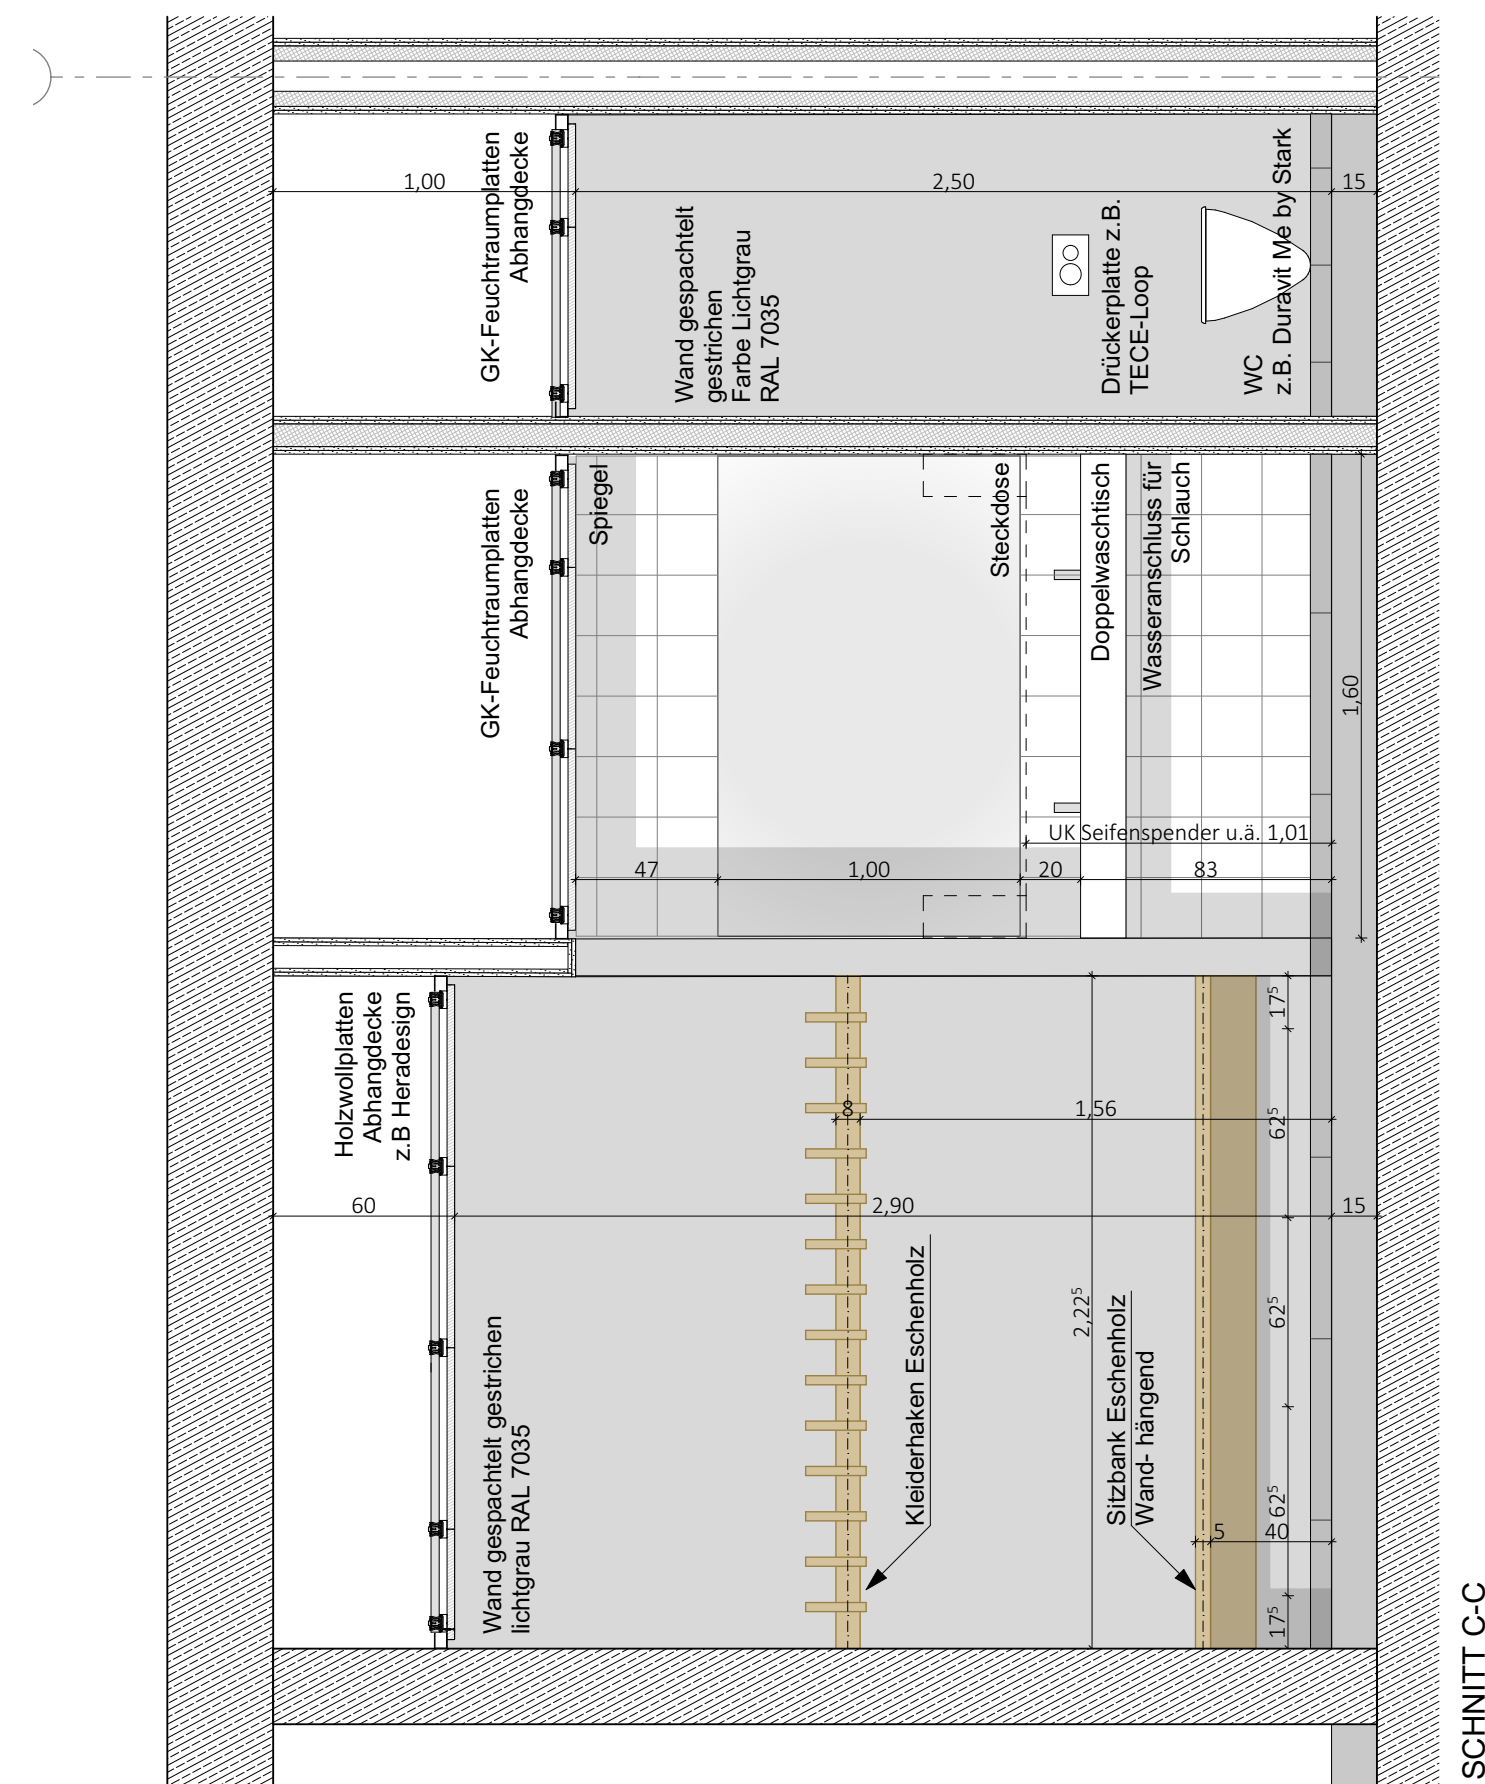 Holzwollplatten
Abhangdecke
z.B Heradesign
GK-Feuchtraumplatten
Abhangdecke
GK-Feuchtraumplatten
Abhangdecke
60
1,00
Wand gespachtelt gestrichen
lichtgrau RAL 7035
Spiegel
Wand gespachtelt
gestrichen
Farbe Lichtgrau
RAL 7035
47
1,00
8
2,90
2,50
Kleiderhaken Eschenholz
1,56
Steckdose
20
UK Seifenspender u.ä. 1,01
2,22⁵
Doppelwaschtisch
Drückerplatte z.B.
TECE-Loop
Sitzbank Eschenholz
Wand- hängend
Wasseranschluss für
Schlauch
83
WC
z.B. Duravit Me by Stark
5
40
17⁵
62⁵
62⁵
62⁵
17⁵
15
1,60
15
SCHNITT C-C